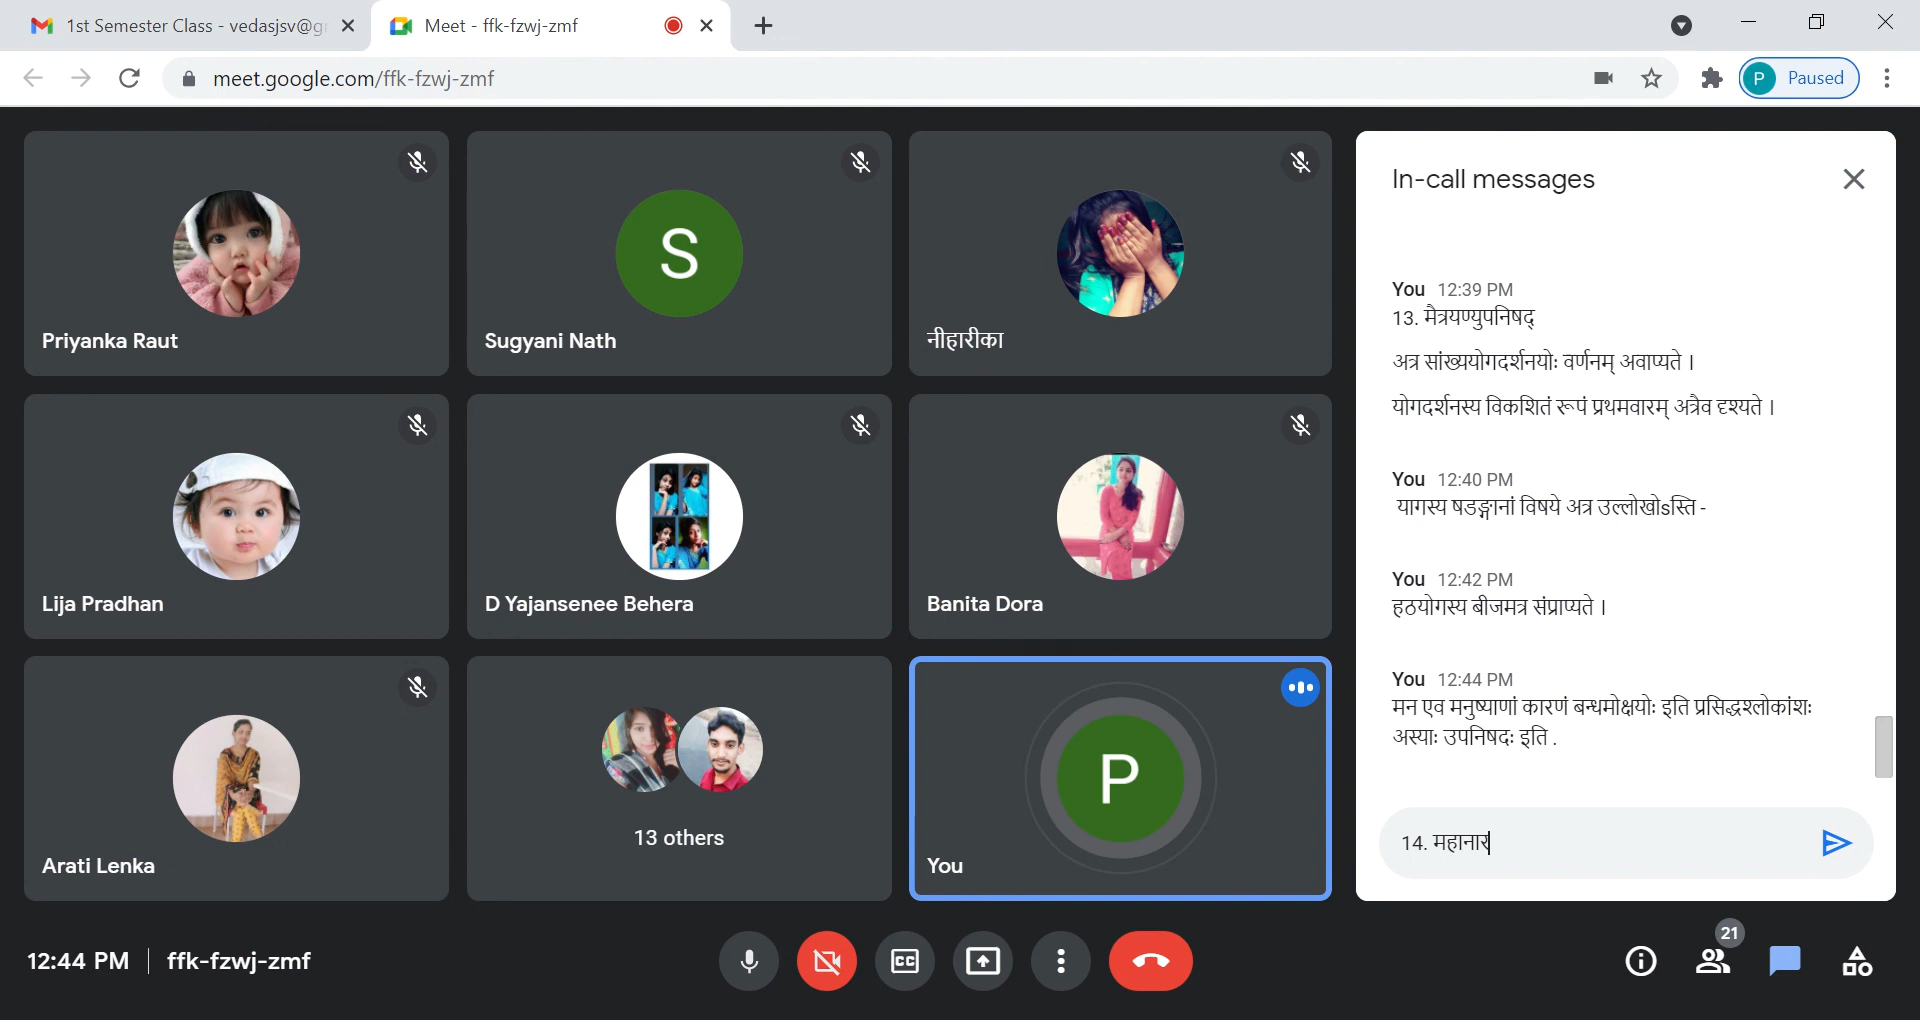 1st Semester Class - vedasjsv@g
Meet - ffk-fzwj-zmf
meet.google.com/ffk-fzwj-zmf
P
Paused
Priyanka Raut
S
Sugyani Nath
नीहारीका
Lija Pradhan
D Yajansenee Behera
Banita Dora
Arati Lenka
13 others
P
You
In-call messages
You 12:39 PM
13. मैत्रयण्युपनिषद्
अत्र सांख्ययोगदर्शनयोः वर्णनम् अवाप्यते ।
योगदर्शनस्य विकशितं रूपं प्रथमवारम् अत्रैव दृश्यते ।
You 12:40 PM
यागस्य षडङ्गानां विषये अत्र उल्लोखोऽस्ति -
You 12:42 PM
हठयोगस्य बीजमत्र संप्राप्यते ।
You 12:44 PM
मन एव मनुष्याणां कारणं बन्धमोक्षयोः इति प्रसिद्धश्लोकांशः
अस्याः उपनिषदः इति .
14. महानार
12:44 PM
ffk-fzwj-zmf
CC
21